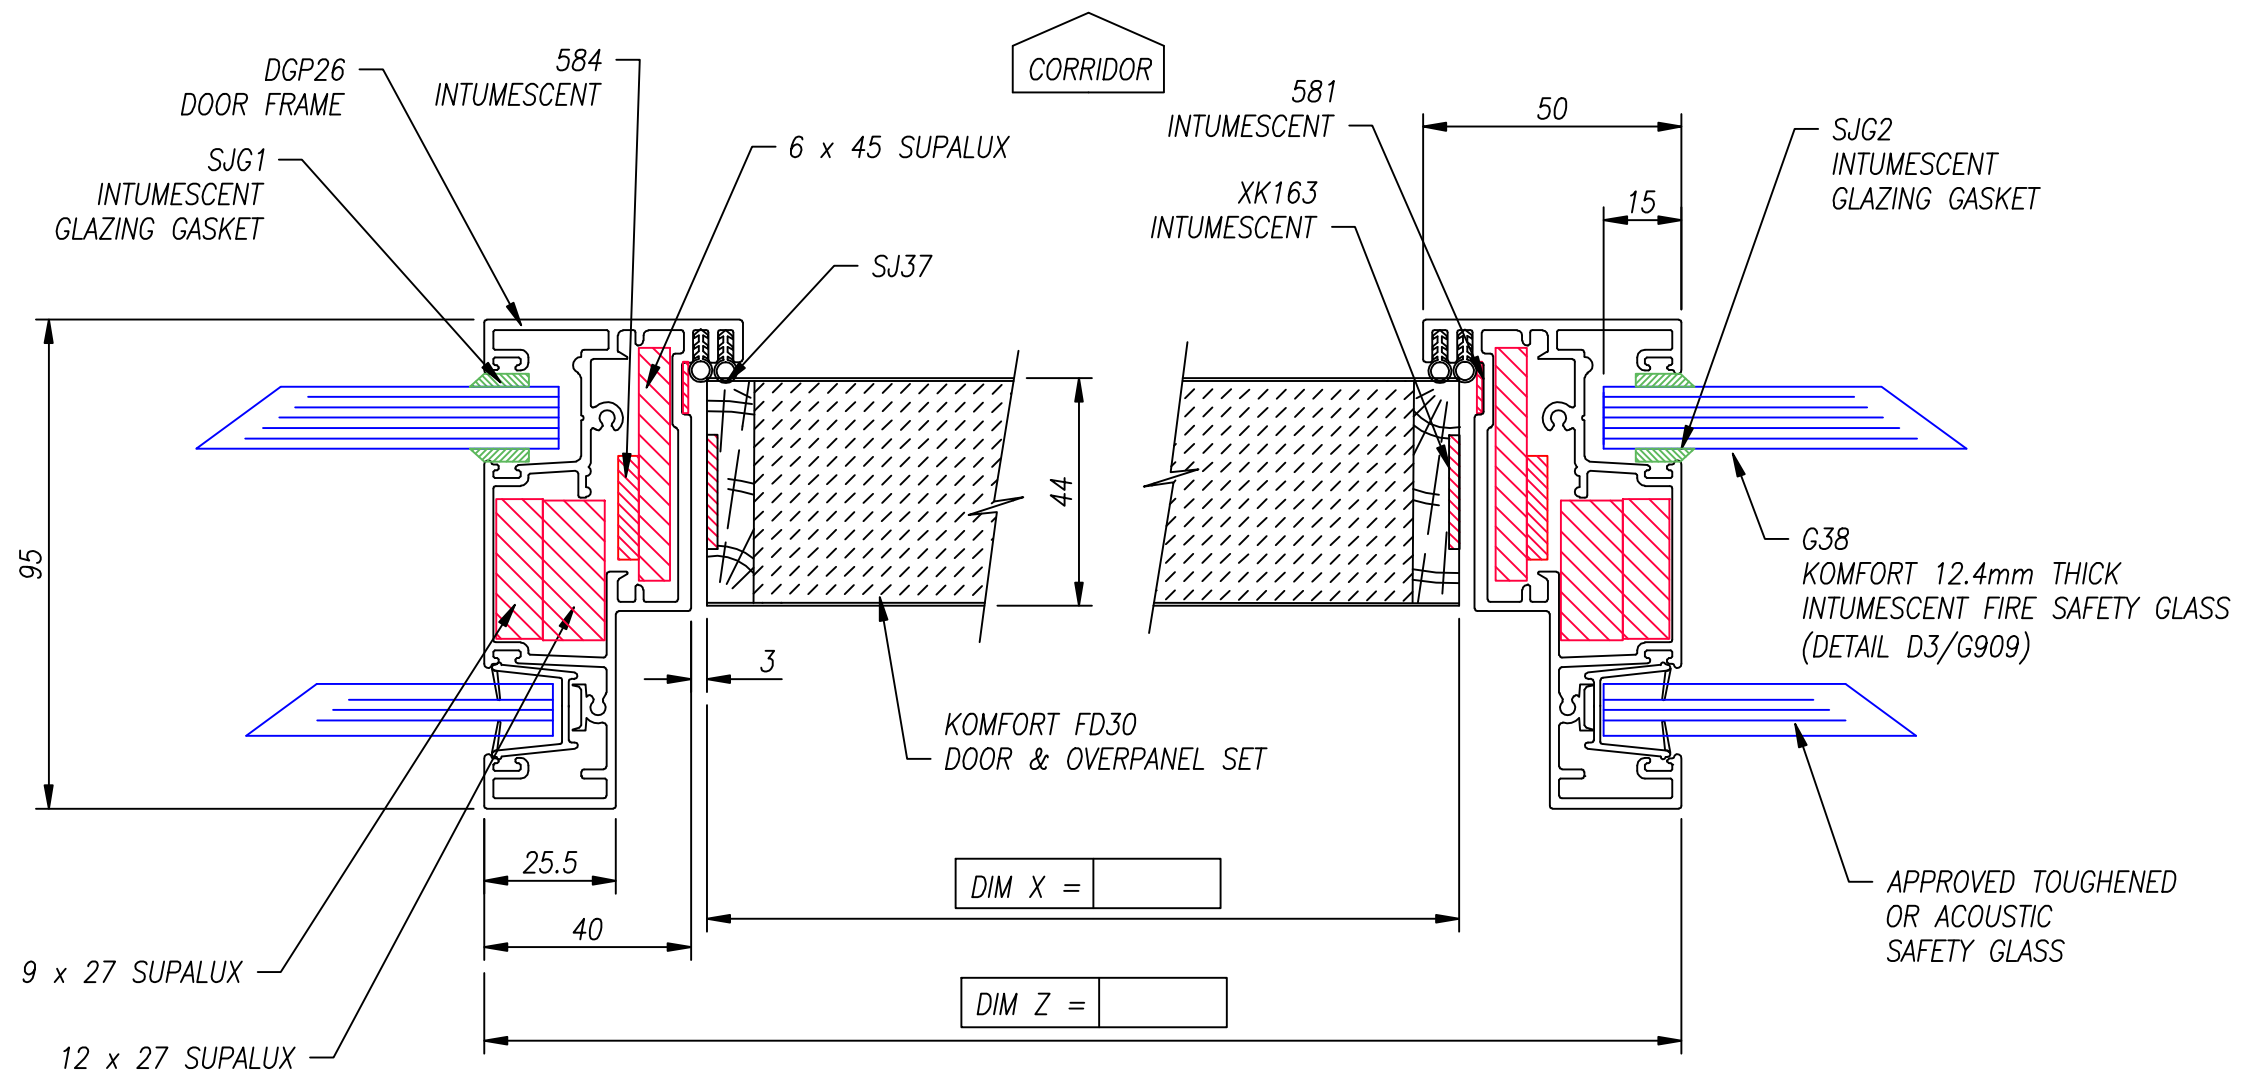 CORRIDOR
DGP26
DOOR FRAME
584
INTUMESCENT
SJG1
INTUMESCENT
GLAZING GASKET
6 x 45 SUPALUX
SJ37
581
INTUMESCENT
XK163
INTUMESCENT
50
15
SJG2
INTUMESCENT
GLAZING GASKET
95
44
3
G38
KOMFORT 12.4mm THICK
INTUMESCENT FIRE SAFETY GLASS
(DETAIL D3/G909)
KOMFORT FD30
DOOR & OVERPANEL SET
25.5
40
DIM X =
DIM Z =
APPROVED TOUGHENED
OR ACOUSTIC
SAFETY GLASS
9 x 27 SUPALUX
12 x 27 SUPALUX